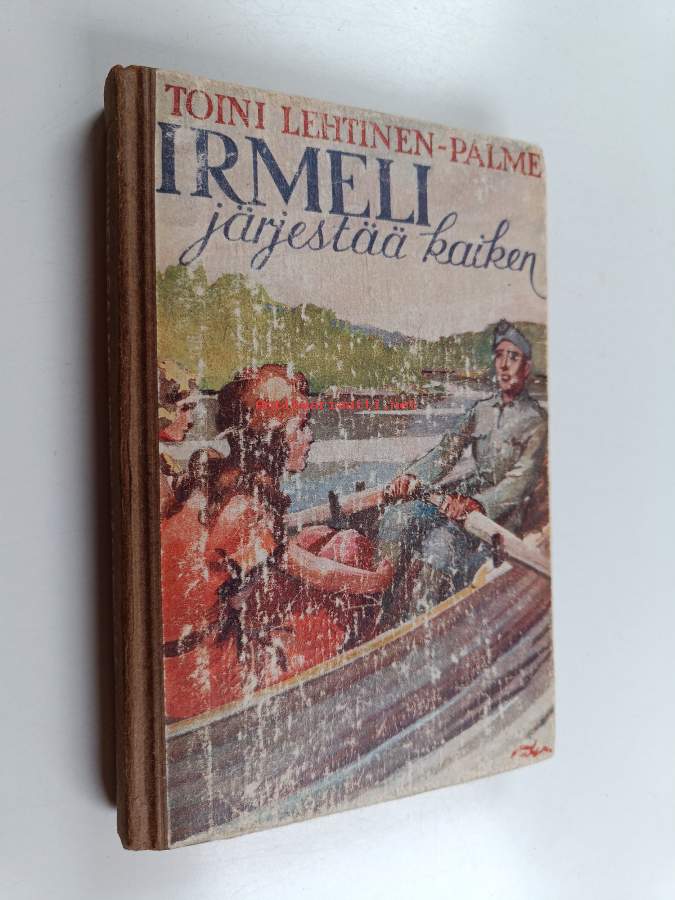 TOINI LEHTINEN-PALME
IRMELI
järjestää kaiken